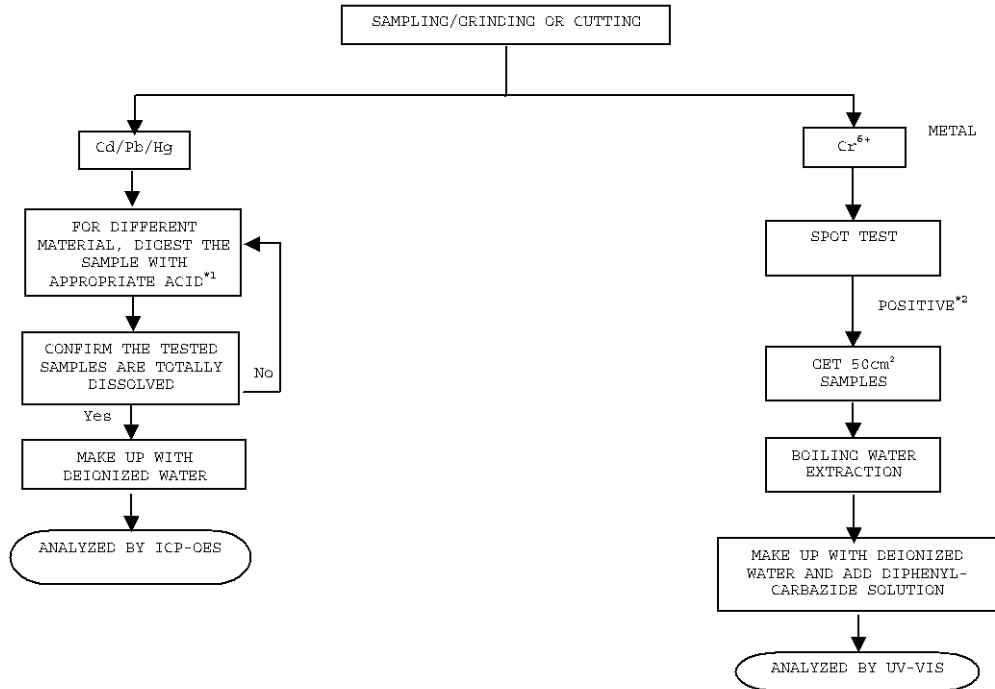 SAMPLING/GRINDING OR CUTTING
Cd/Pb/Hg
FOR DIFFERENT
MATERIAL, DIGEST THE
SAMPLE WITH
APPROPRIATE ACID*1
CONFIRM THE TESTED
SAMPLES ARE TOTALLY
DISSOLVED
No
Yes
MAKE UP WITH
DEIONIZED WATER
ANALYZED BY ICP-OES
METAL
Cr6+
SPOT TEST
POSITIVE*2
GET 50cm2
SAMPLES
BOILING WATER
EXTRACTION
MAKE UP WITH DEIONIZED
WATER AND ADD DIPHENYL-
CARBAZIDE SOLUTION
ANALYZED BY UV-VIS